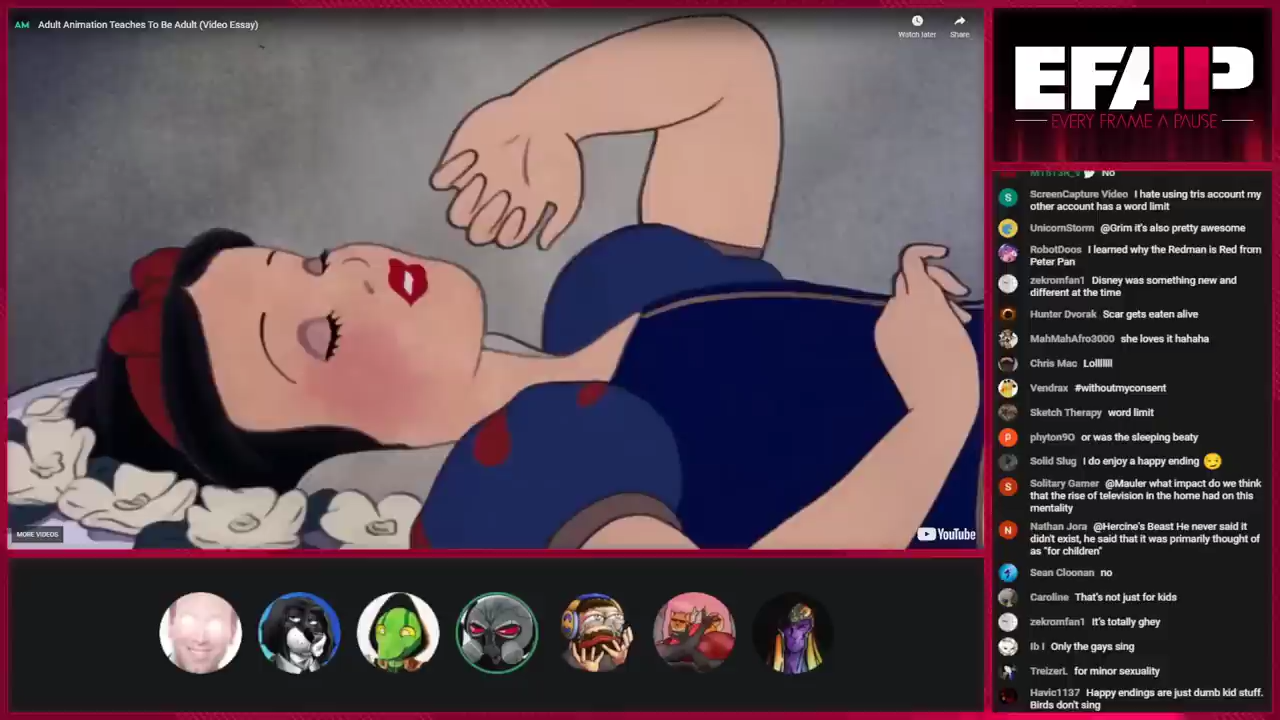 AM Adult Animation Teaches To Be Adult (Video Essay)
Watch later
Share
MORE VIDEOS
YouTube
EFAP
EVERY FRAME A PAUSE
No
S ScreenCapture Video I hate using tris account my
other account has a word limit
UnicornStorm @Grim it's also pretty awesome
RobotDoos I learned why the Redman is Red from
Peter Pan
zekromfan1 Disney was something new and
different at the time
Hunter Dvorak Scar gets eaten alive
MahMahAfro3000 she loves it hahaha
Chris Mac Lolllllll
Vendrax #withoutmyconsent
Sketch Therapy word limit
P phyton90 or was the sleeping beaty
Solid Slug I do enjoy a happy ending 😏
S Solitary Gamer @Mauler what impact do we think
that the rise of television in the home had on this
mentality
N Nathan Jora @Hercine's Beast He never said it
didn't exist, he said that it was primarily thought of
as "for children"
Sean Cloonan no
Caroline That's not just for kids
zekromfan1 It's totally ghey
Ib I Only the gays sing
TreizerL for minor sexuality
Havic1137 Happy endings are just dumb kid stuff.
Birds don't sing